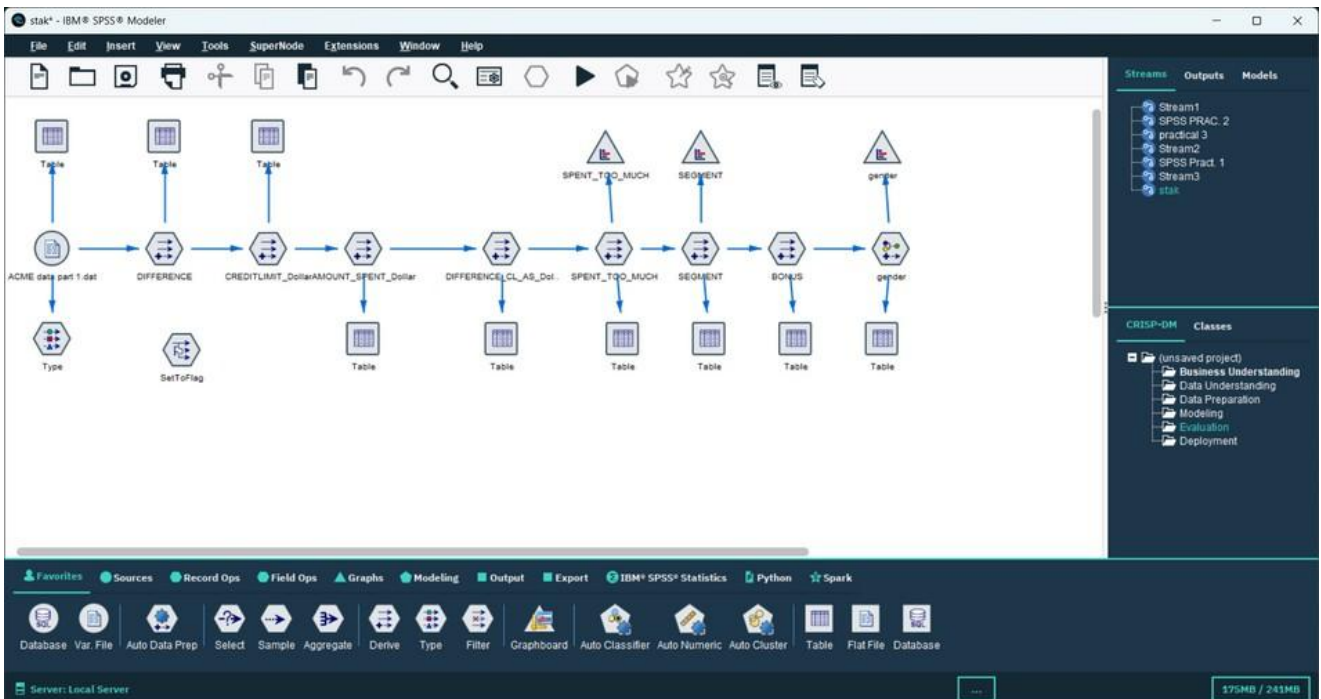 stak* - IBM® SPSS® Modeler
File Edit Insert View Tools SuperNode Extensions Window Help
Streams Outputs Models
Stream1
SPSS PRAC. 2
practical 3
Stream2
SPSS Pract. 1
Stream3
stak
Table Table Table
SPENT_TOO_MUCH SEGMENT gender
ACME data part 1.dat DIFFERENCE CREDITLIMIT_Dollar AMOUNT_SPENT_Dollar DIFFERENCE_CL_AS_Dol... SPENT_TOO_MUCH SEGMENT BONUS gender
Type SetToFlag Table Table Table Table Table Table
CRISP-DM Classes
(unsaved project)
Business Understanding
Data Understanding
Data Preparation
Modeling
Evaluation
Deployment
Favorites Sources Record Ops Field Ops Graphs Modeling Output Export IBM® SPSS® Statistics Python Spark
Database Var. File Auto Data Prep Select Sample Aggregate Derive Type Filter Graphboard Auto Classifier Auto Numeric Auto Cluster Table Flat File Database
Server: Local Server ... 175MB / 241MB